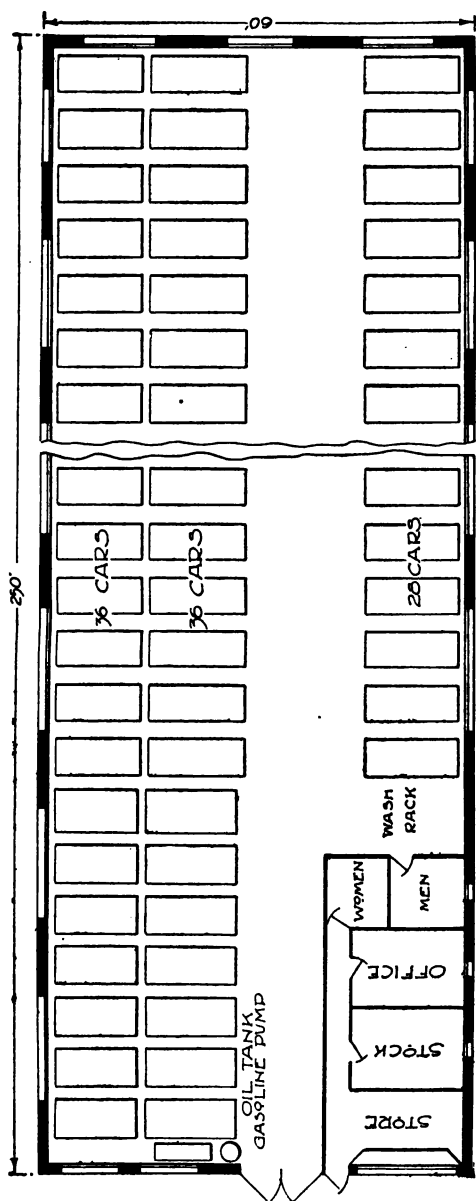 60'
250'
36 CARS
36 CARS
28 CARS
WASH
RACK
WOMEN
MEN
OFFICE
STOCK
STORE
OIL TANK
GASOLINE PUMP